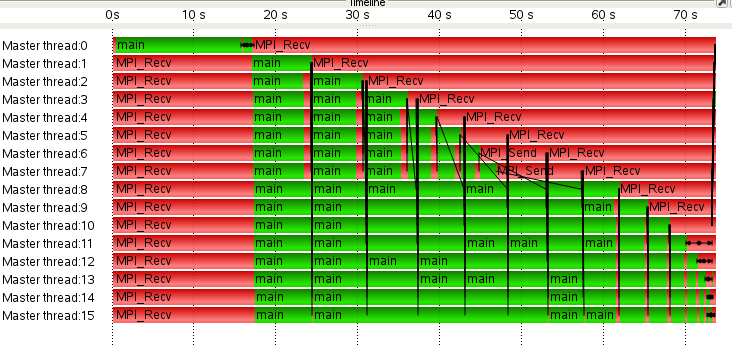 Timeline
0s 10 s 20 s 30 s 40 s 50 s 60 s 70 s
Master thread:0 main MPI_Recv
Master thread:1 MPI_Recv main MPI_Recv
Master thread:2 MPI_Recv main main MPI_Recv
Master thread:3 MPI_Recv main main main MPI_Recv
Master thread:4 MPI_Recv main main main MPI_Recv
Master thread:5 MPI_Recv main main main MPI_Recv
Master thread:6 MPI_Recv main main main MPI_Send MPI_Recv
Master thread:7 MPI_Recv main main main MPI_Send MPI_Recv
Master thread:8 MPI_Recv main main main main MPI_Recv
Master thread:9 MPI_Recv main main main MPI_Recv
Master thread:10 MPI_Recv main main
Master thread:11 MPI_Recv main main main main main
Master thread:12 MPI_Recv main main main main
Master thread:13 MPI_Recv main main main main main
Master thread:14 MPI_Recv main main main
Master thread:15 MPI_Recv main main main main